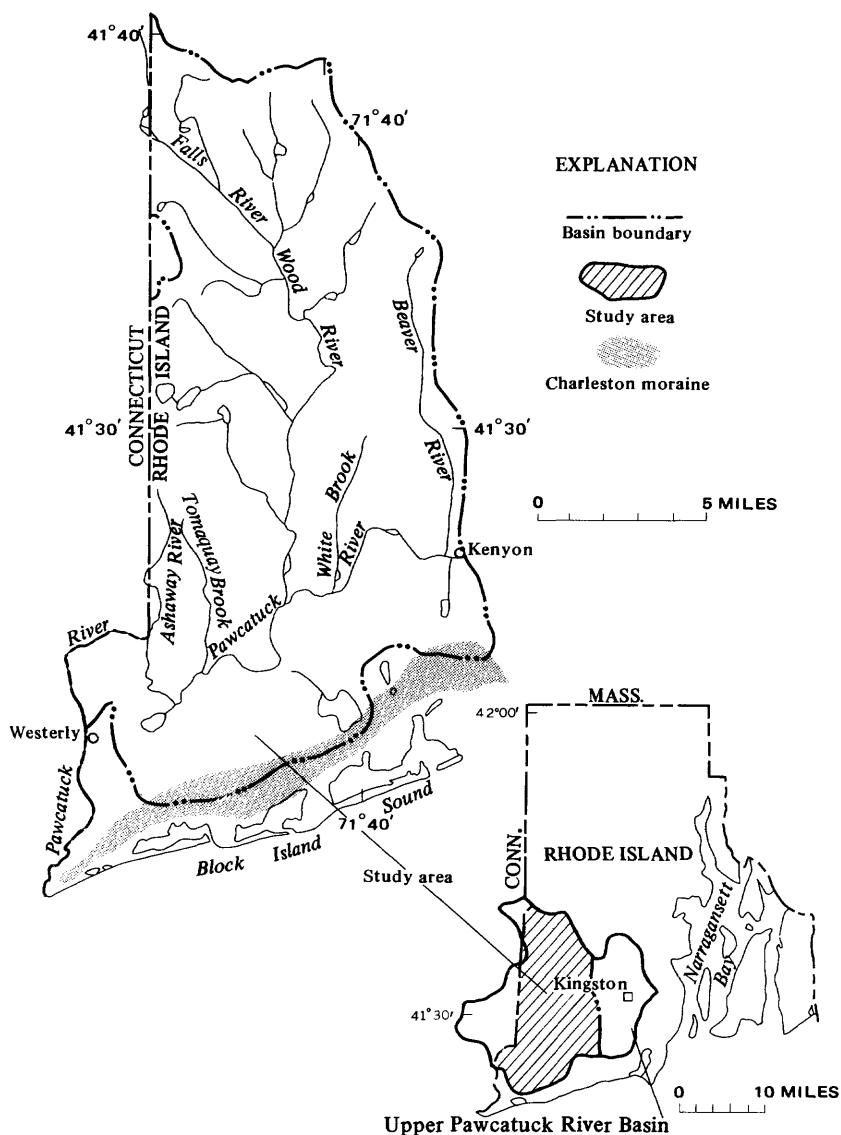 41°40'
71°40'
Falls
River
Wood
River
Beaver
River
CONNECTICUT
RHODE ISLAND
41°30'
41°30'
EXPLANATION
Basin boundary
Study area
Charleston moraine
0 5 MILES
Ashaway River
Tomaquay Brook
White Brook
Pawcatuck River
Kenyon
River
Westerly
Pawcatuck
71°40'
Block Island Sound
Study area
MASS.
42°00'
CONN.
RHODE ISLAND
Narragansett
Bay
Kingston
41°30'
0 10 MILES
Upper Pawcatuck River Basin